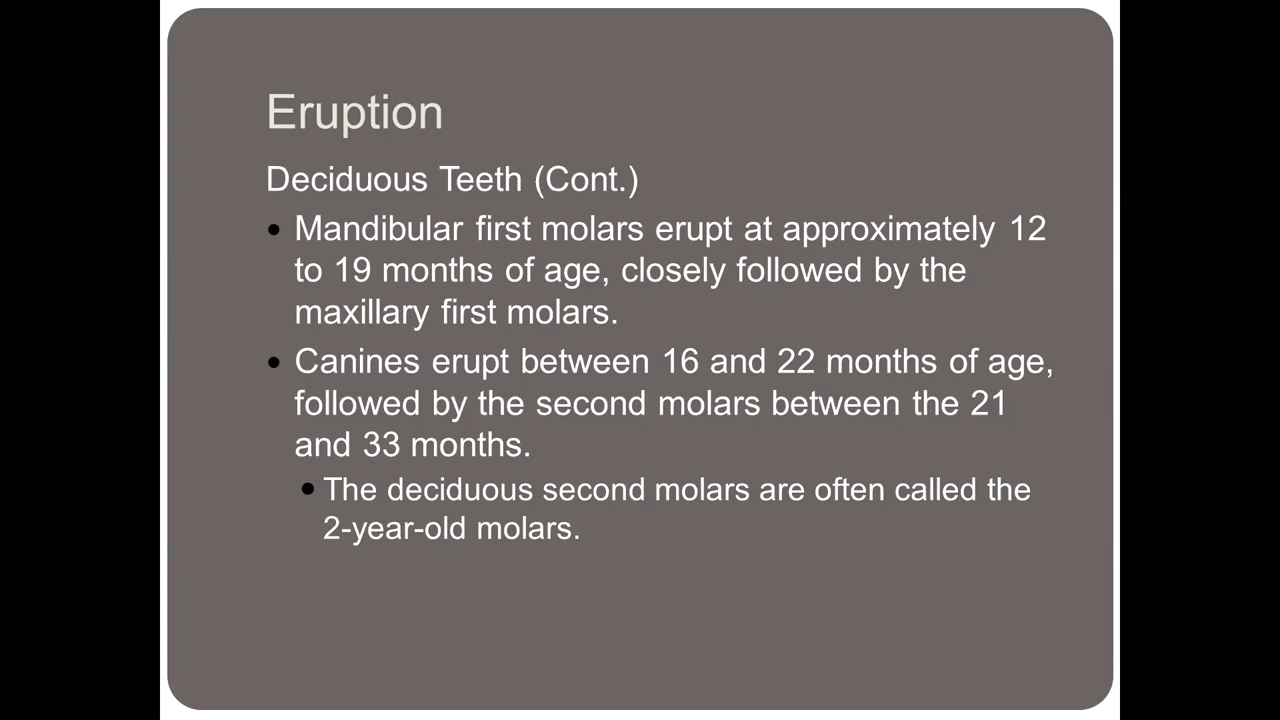 Eruption
Deciduous Teeth (Cont.)
• Mandibular first molars erupt at approximately 12
to 19 months of age, closely followed by the
maxillary first molars.
• Canines erupt between 16 and 22 months of age,
followed by the second molars between the 21
and 33 months.
• The deciduous second molars are often called the
2-year-old molars.